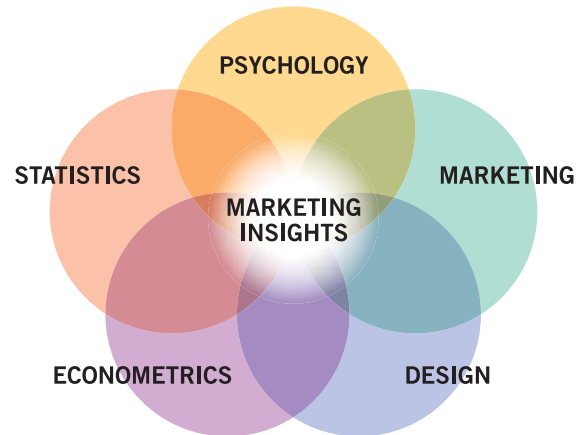 PSYCHOLOGY
STATISTICS
MARKETING
MARKETING
INSIGHTS
ECONOMETRICS
DESIGN